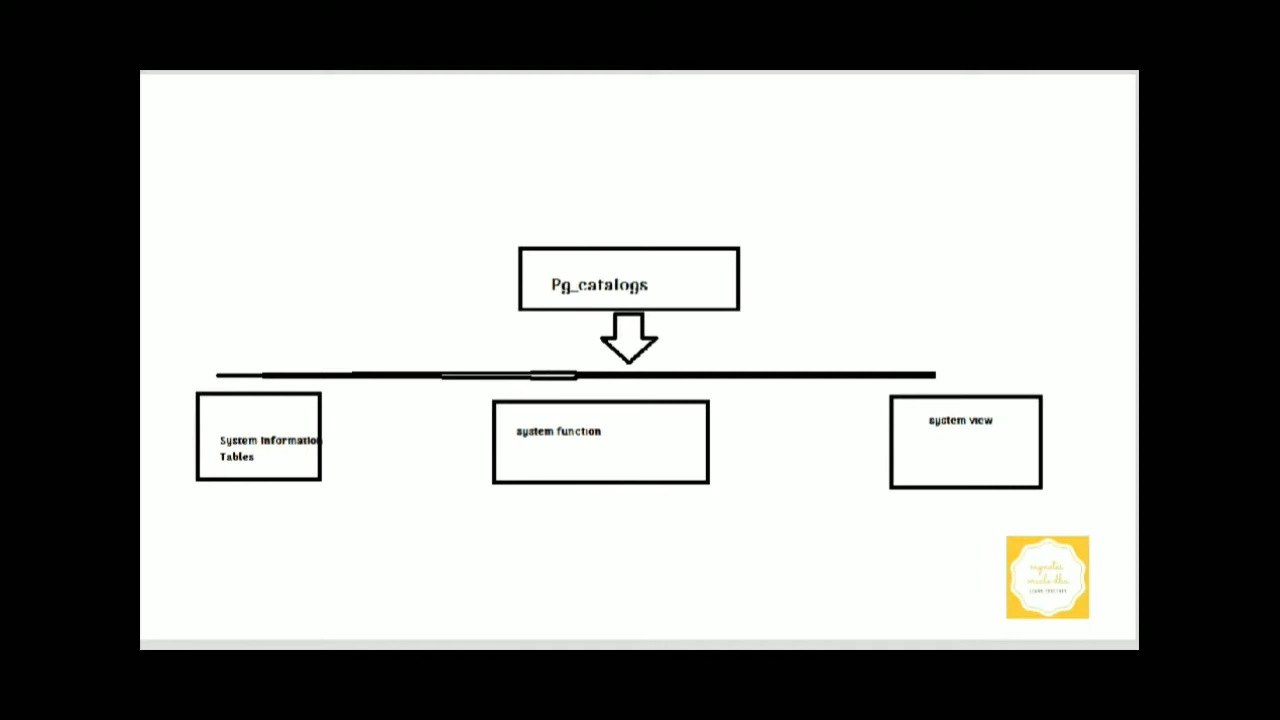 Pg_catalogs
System Information
Tables
system function
system view